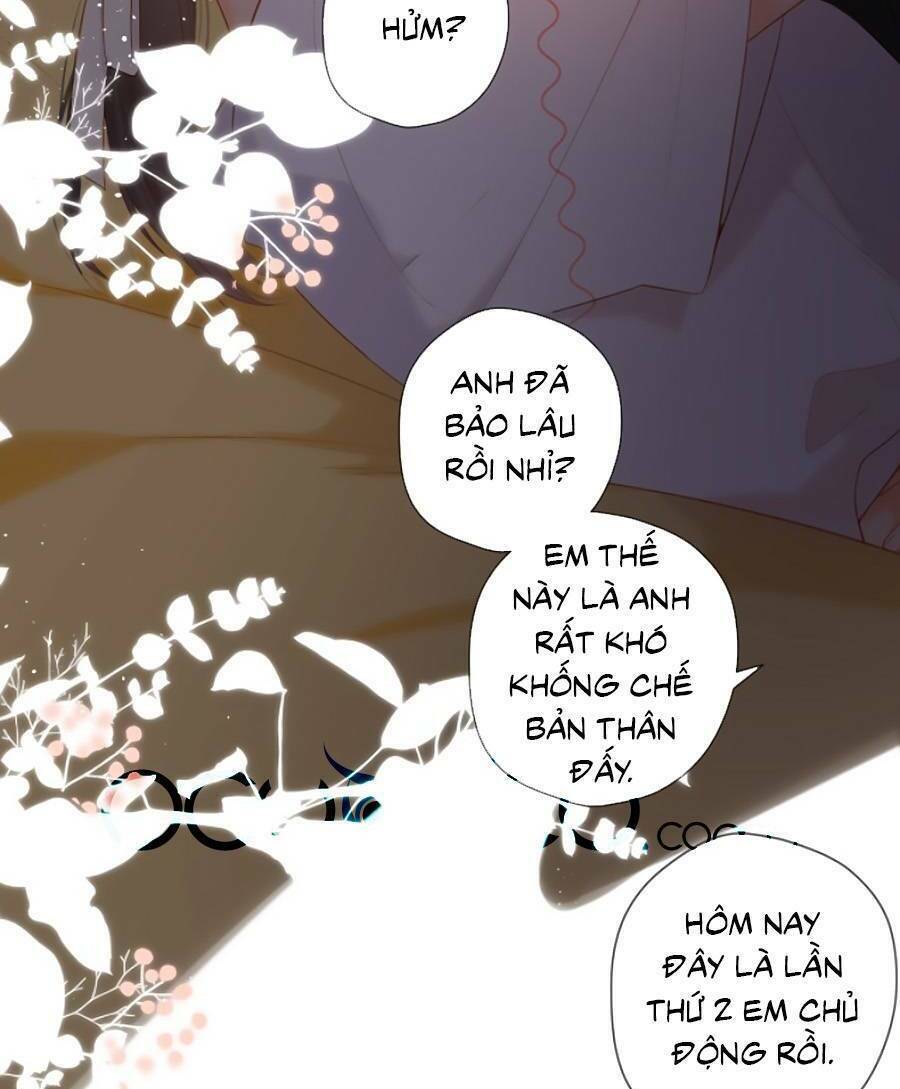 HỬM?
ANH ĐÃ
BẢO LÂU
RỒI NHỈ?
EM THẾ
NÀY LÀ ANH
RẤT KHÓ
KHỐNG CHẾ
BẢN THÂN
ĐẤY.
HÔM NAY
ĐÂY LÀ LẦN
THỨ 2 EM CHỦ
ĐỘNG RỒI.